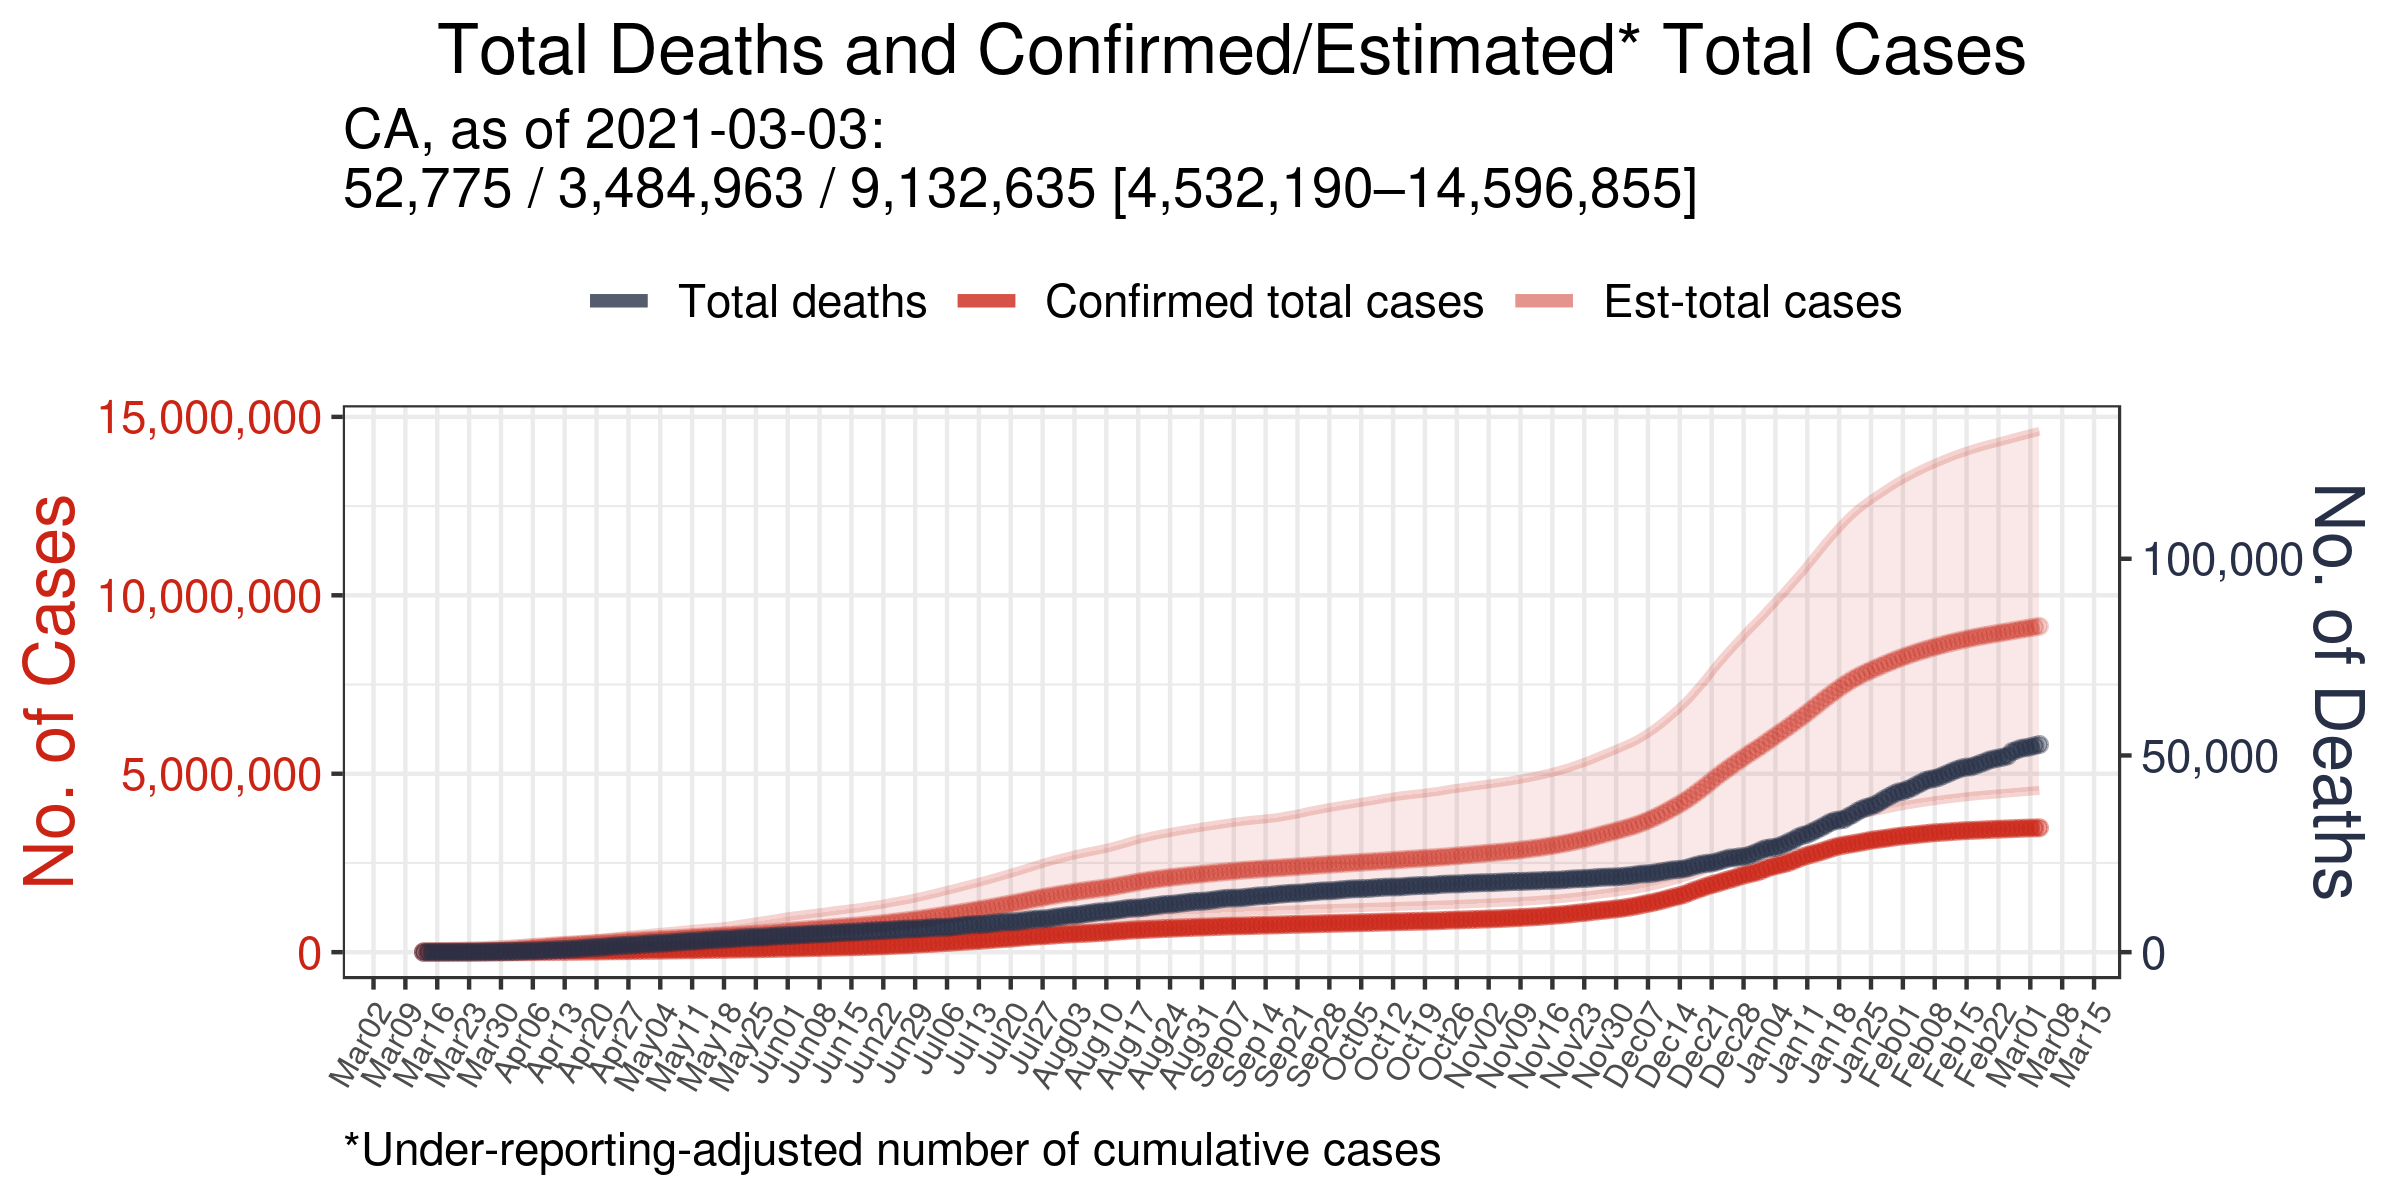 Total Deaths and Confirmed/Estimated* Total Cases
CA, as of 2021-03-03:
52,775 / 3,484,963 / 9,132,635 [4,532,190–14,596,855]
Total deaths
Confirmed total cases
Est-total cases
No. of Cases
15,000,000
10,000,000
5,000,000
0
100,000
50,000
0
No. of Deaths
Mar02
Mar09
Mar16
Mar23
Mar30
Apr06
Apr13
Apr20
Apr27
May04
May11
May18
May25
Jun01
Jun08
Jun15
Jun22
Jun29
Jul06
Jul13
Jul20
Jul27
Aug03
Aug10
Aug17
Aug24
Aug31
Sep07
Sep14
Sep21
Sep28
Oct05
Oct12
Oct19
Oct26
Nov02
Nov09
Nov16
Nov23
Nov30
Dec07
Dec14
Dec21
Dec28
Jan04
Jan11
Jan18
Jan25
Feb01
Feb08
Feb15
Feb22
Mar01
Mar08
Mar15
*Under-reporting-adjusted number of cumulative cases